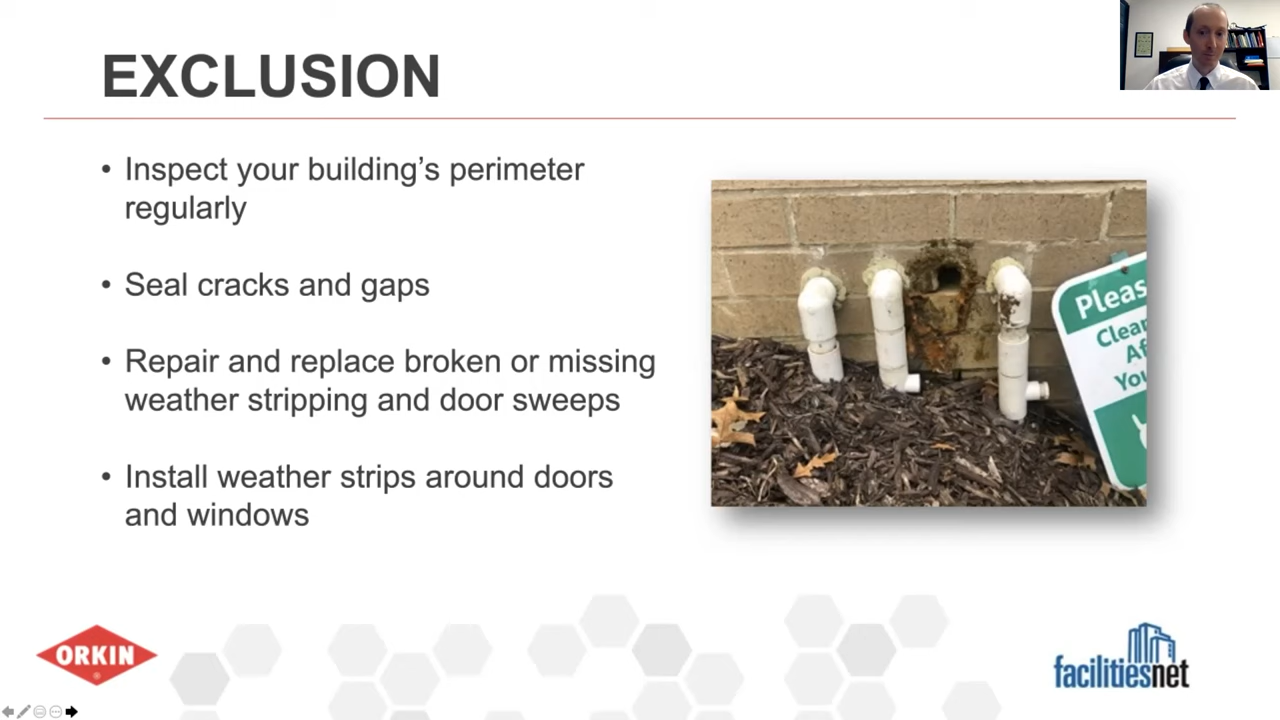 EXCLUSION
• Inspect your building’s perimeter
regularly
• Seal cracks and gaps
• Repair and replace broken or missing
weather stripping and door sweeps
• Install weather strips around doors
and windows
Pleas
Clear
Af
You
ORKIN
®
facilitiesnet